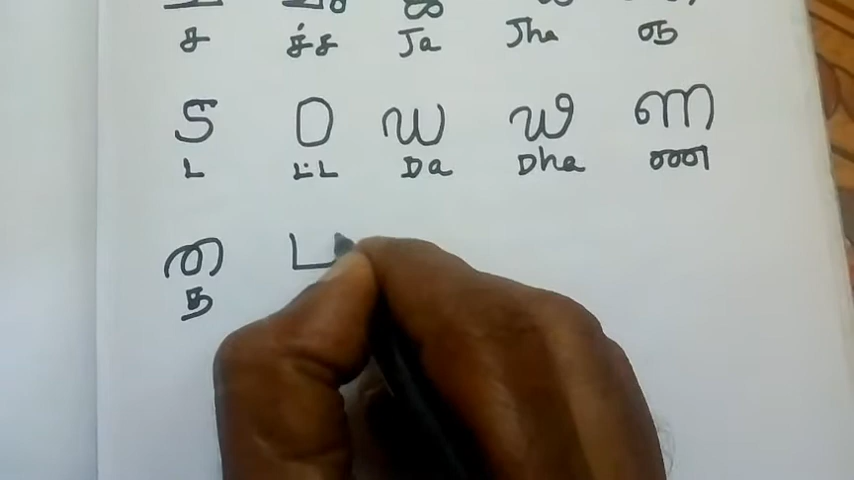 ச ச்ச Ja Jha ஞ
ട ഠ ഡ ഢ ണ
ட ட்ட Da Dha ண
ത
த